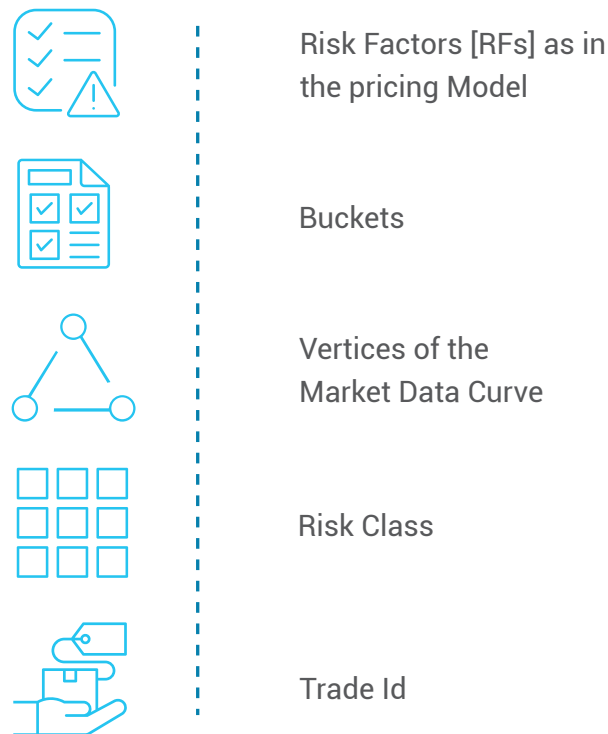 Risk Factors [RFs] as in
the pricing Model
Buckets
Vertices of the
Market Data Curve
Risk Class
Trade Id